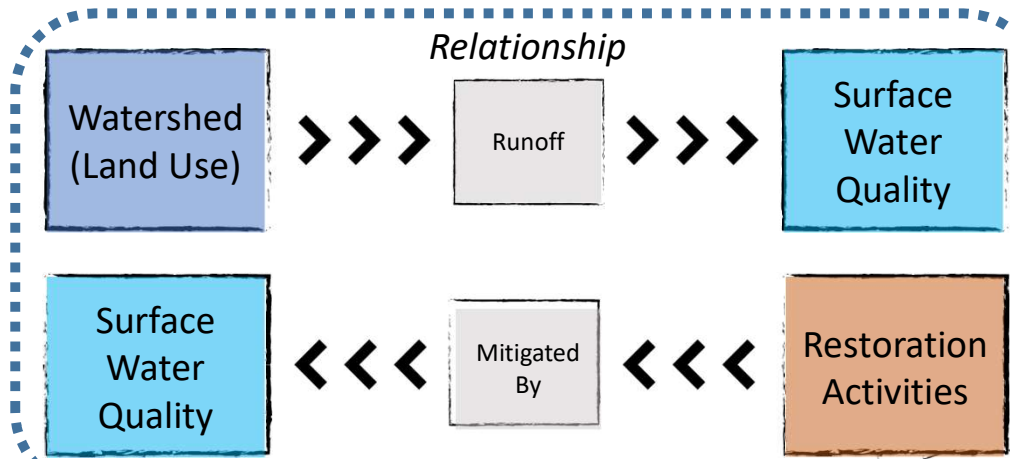 Relationship
Watershed
(Land Use)
Runoff
Surface
Water
Quality
Surface
Water
Quality
Mitigated
By
Restoration
Activities